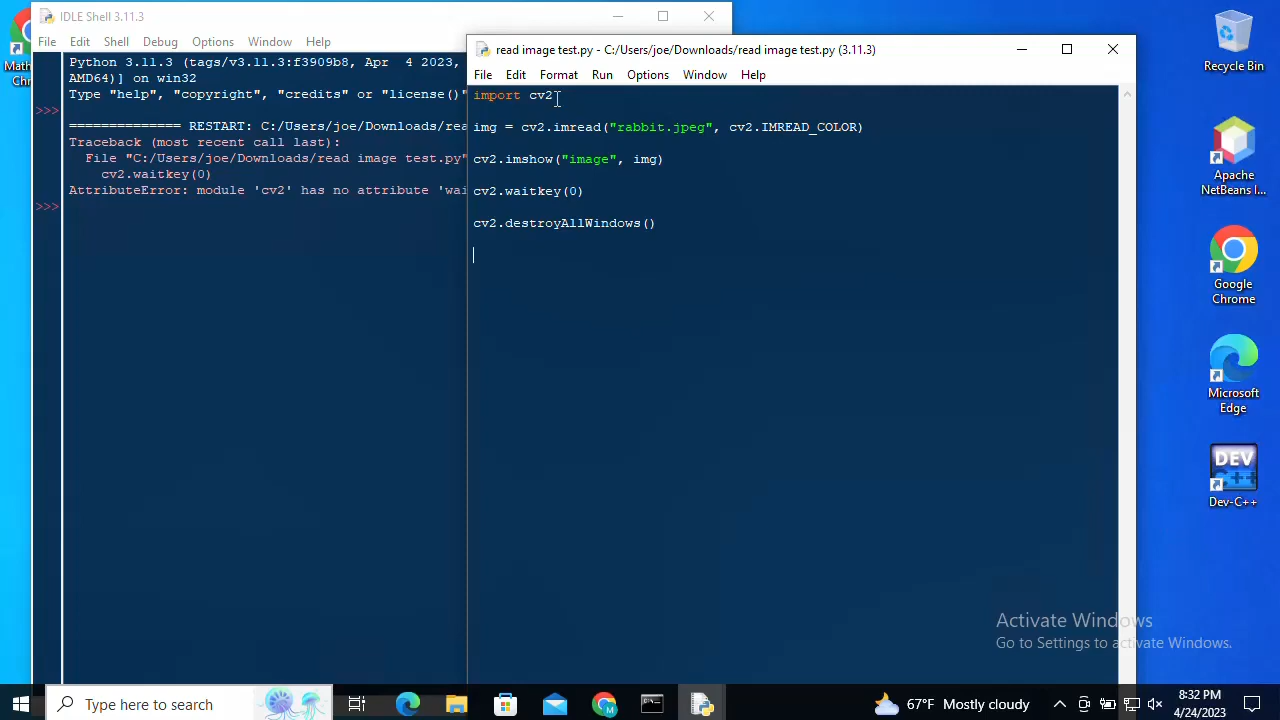 IDLE Shell 3.11.3
File Edit Shell Debug Options Window Help
Python 3.11.3 (tags/v3.11.3:f3909b8, Apr 4 2023,
AMD64)] on win32
Type "help", "copyright", "credits" or "license()"
>>>
============== RESTART: C:/Users/joe/Downloads/rea
Traceback (most recent call last):
File "C:/Users/joe/Downloads/read image test.py"
cv2.waitkey(0)
AttributeError: module 'cv2' has no attribute 'wai
>>>
read image test.py - C:/Users/joe/Downloads/read image test.py (3.11.3)
File Edit Format Run Options Window Help
import cv2
img = cv2.imread("rabbit.jpeg", cv2.IMREAD_COLOR)
cv2.imshow("image", img)
cv2.waitkey(0)
cv2.destroyAllWindows()
Recycle Bin
Apache
NetBeans I...
Google
Chrome
Microsoft
Edge
DEV
C++
Dev-C++
Math
Chr
Activate Windows
Go to Settings to activate Windows.
Type here to search
67°F Mostly cloudy
8:32 PM
4/24/2023